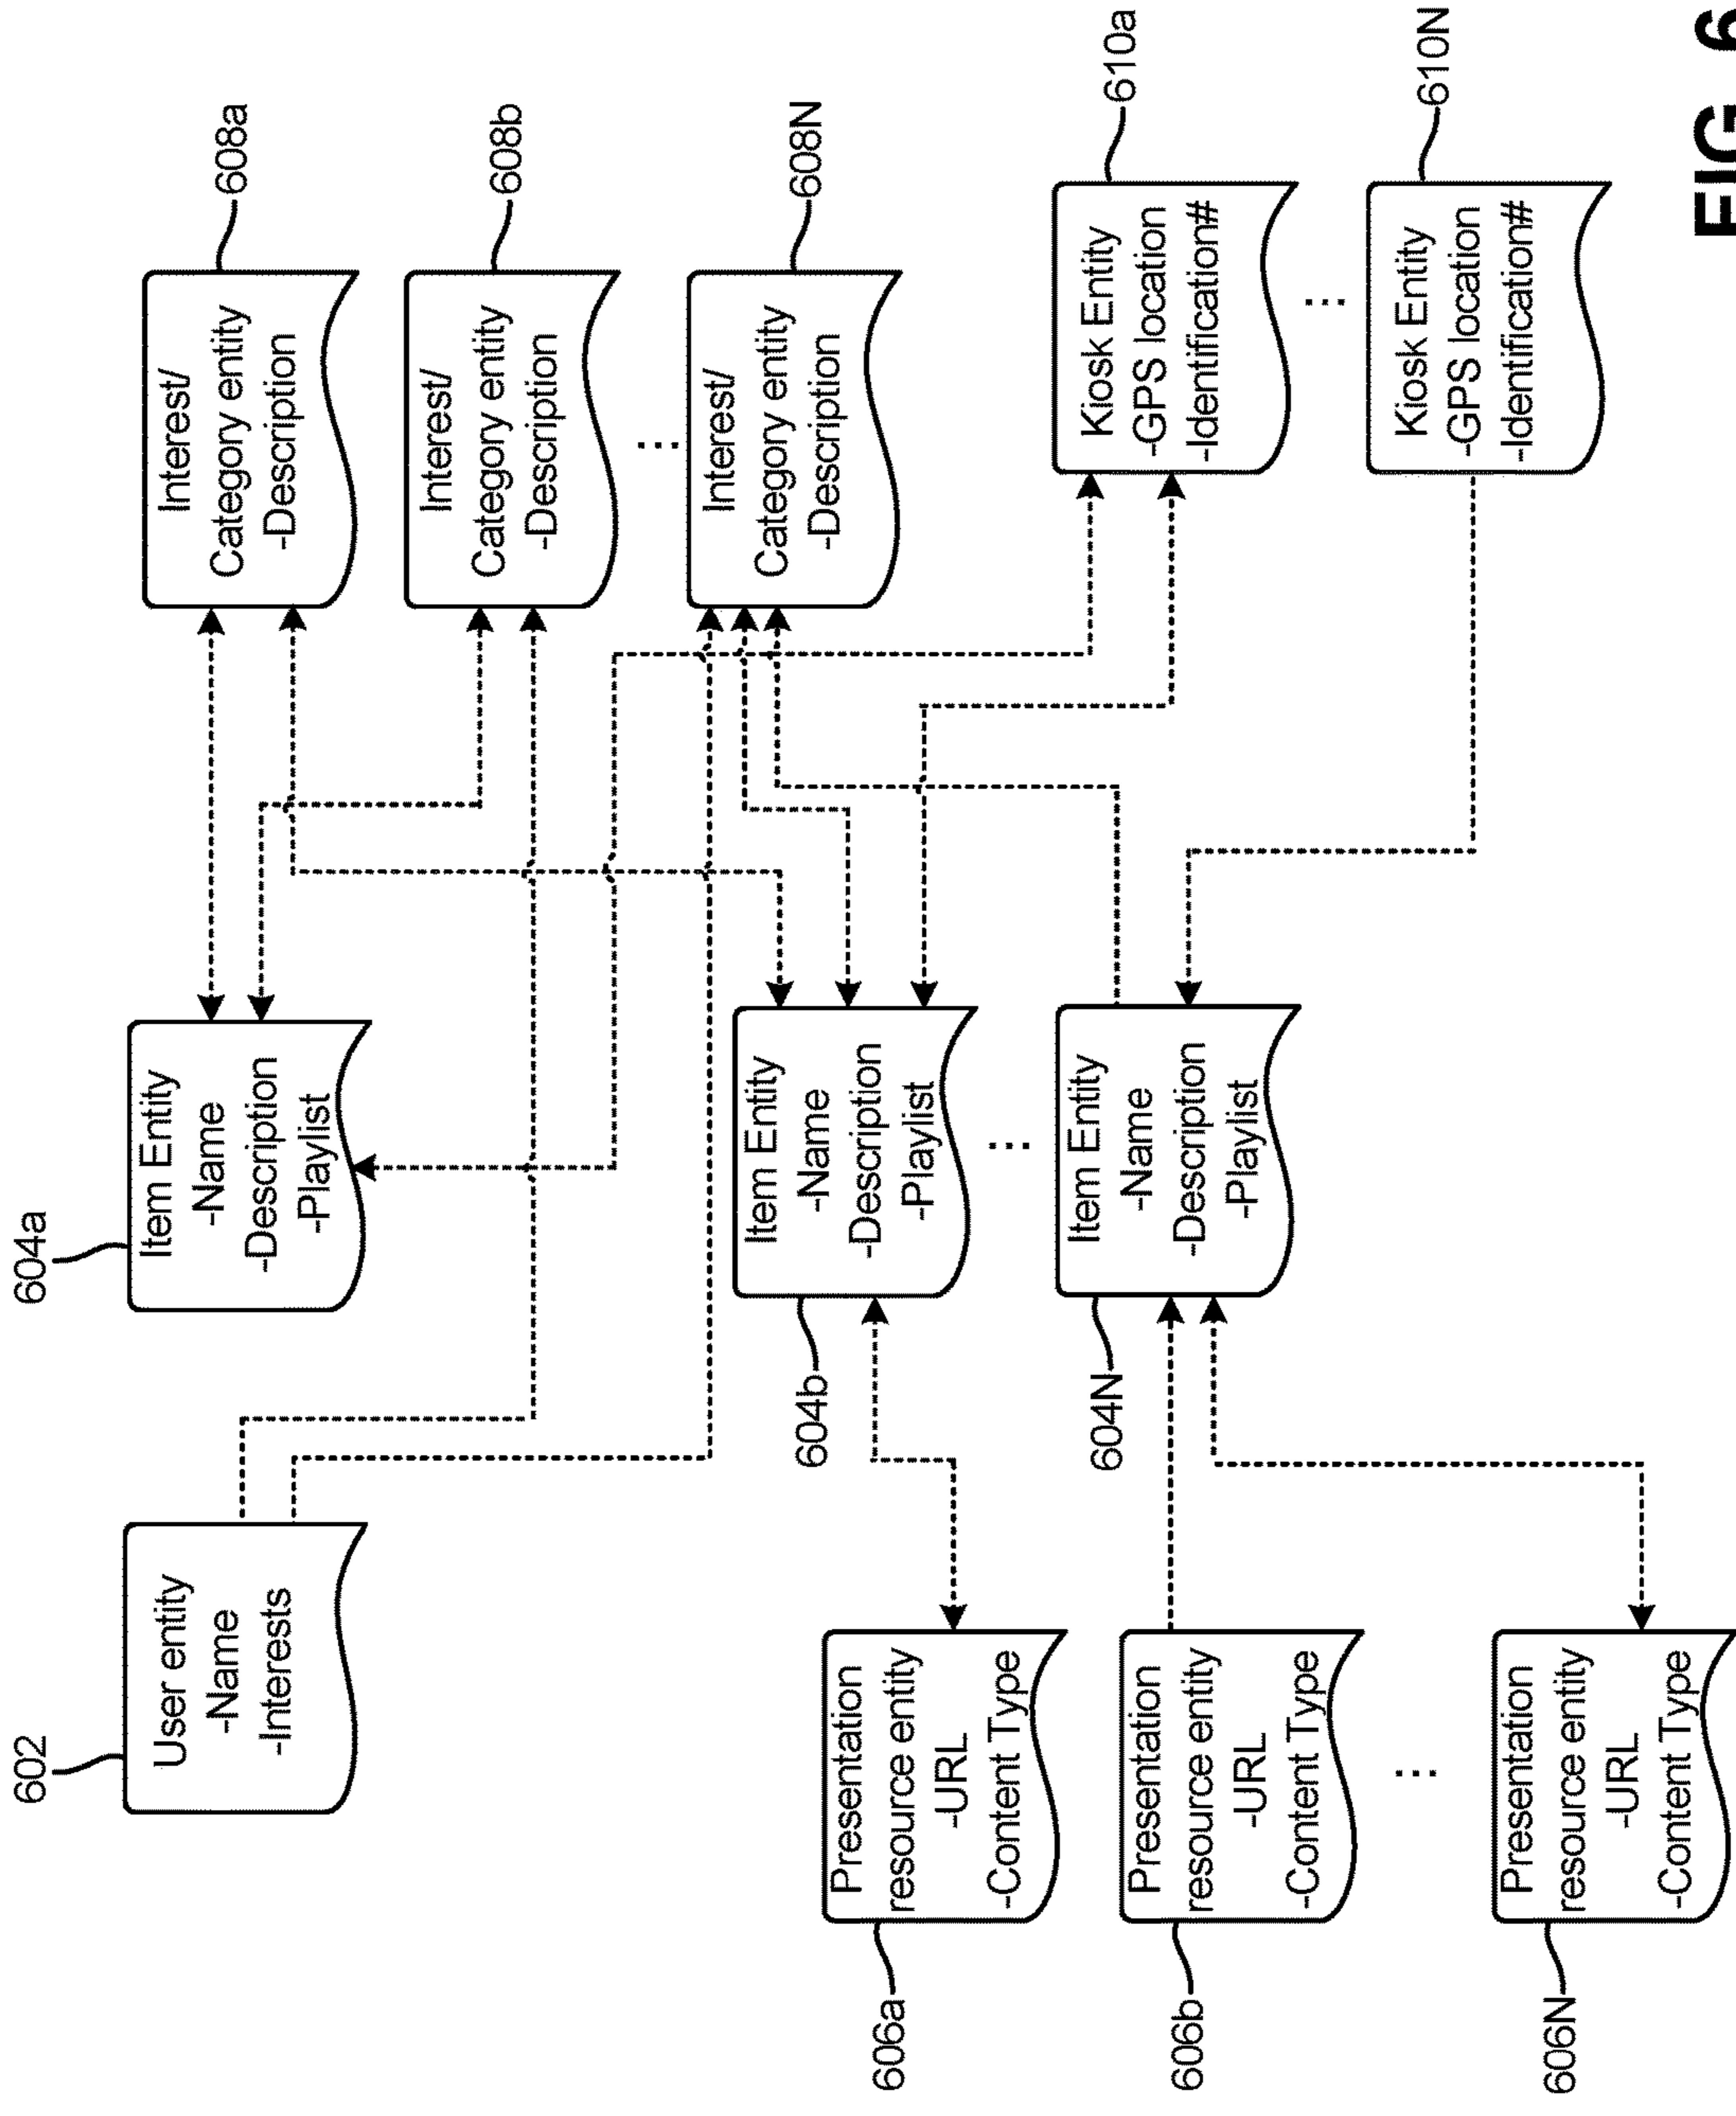 602
User entity
-Name
-Interests
604a
Item Entity
-Name
-Description
-Playlist
608a
Interest/
Category entity
-Description
608b
Interest/
Category entity
-Description
...
608N
Interest/
Category entity
-Description
606a
Presentation
resource entity
-URL
-Content Type
604b
Item Entity
-Name
-Description
-Playlist
...
606b
Presentation
resource entity
-URL
-Content Type
...
604N
Item Entity
-Name
-Description
-Playlist
610a
Kiosk Entity
-GPS location
-Identification#
...
606N
Presentation
resource entity
-URL
-Content Type
610N
Kiosk Entity
-GPS location
-Identification#
FIG. 6